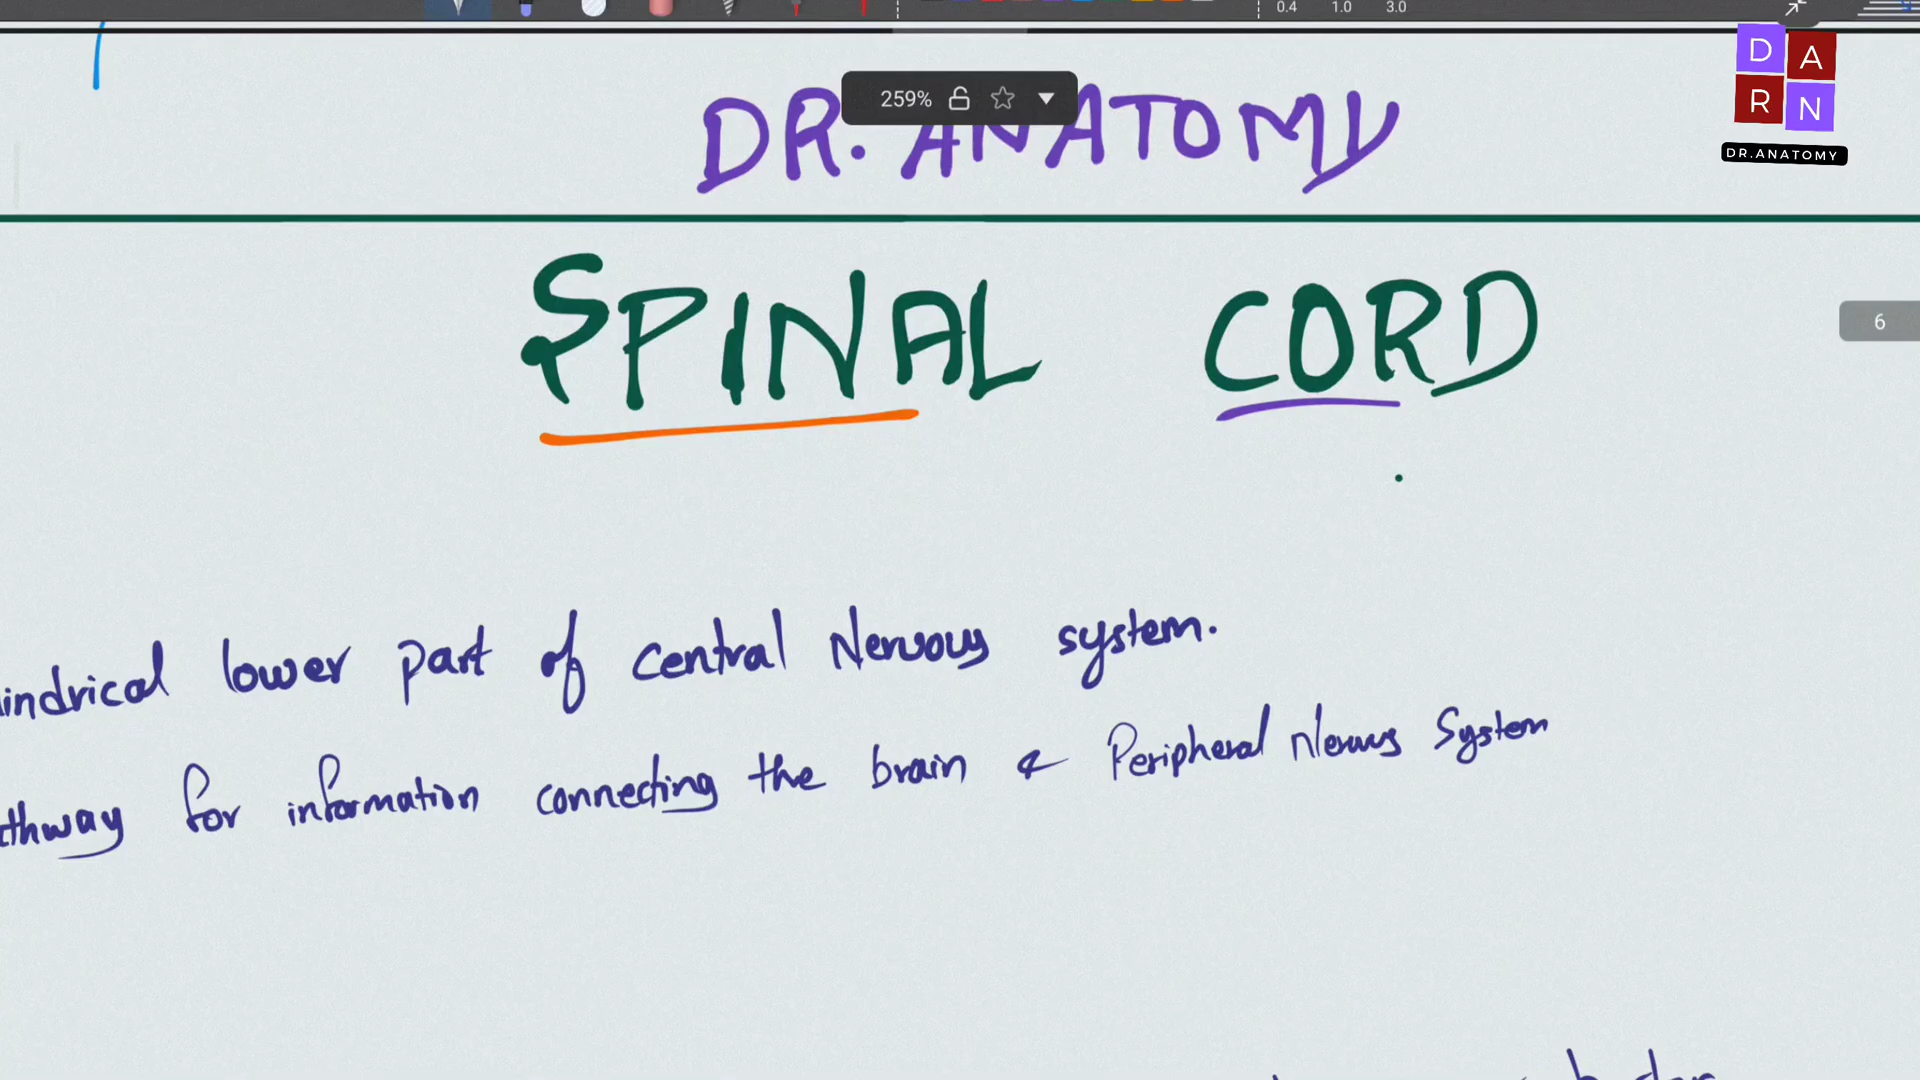 0.4 1.0 3.0
259%
DR. ANATOMY
D A
R N
DR.ANATOMY
SPINAL CORD
6
indrical lower part of central Nervous system.
thway for information connecting the brain & Peripheral Nervous System